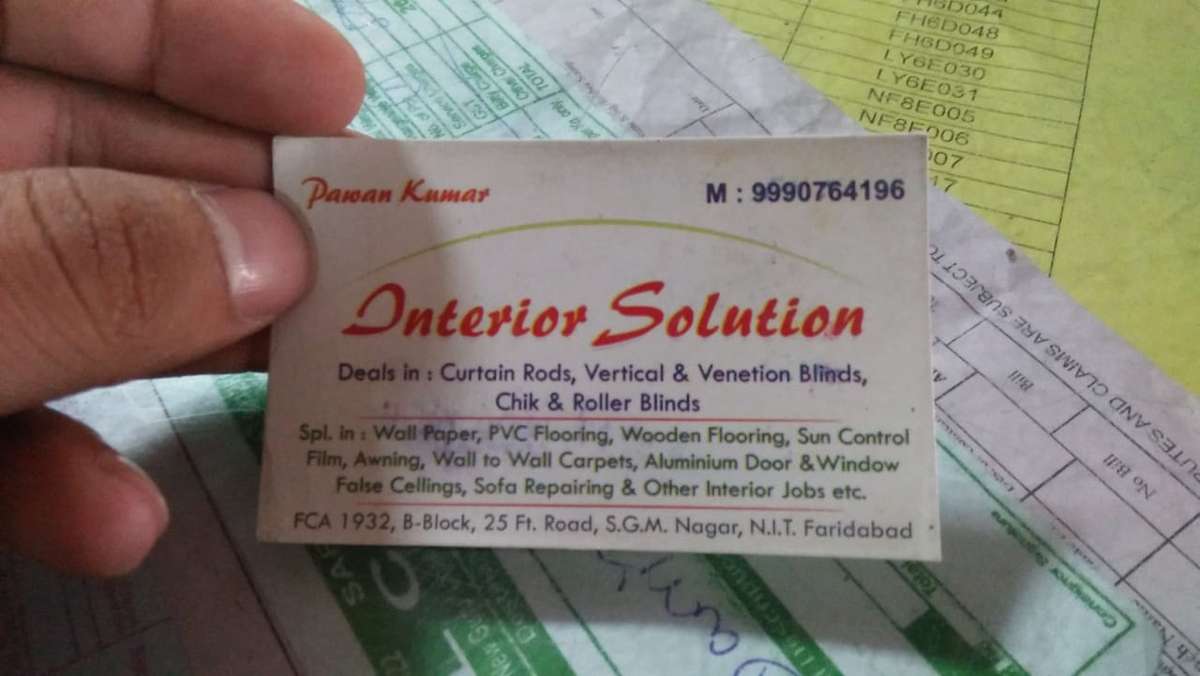 Pawan Kumar
M : 9990764196
Interior Solution
Deals in : Curtain Rods, Vertical & Venetion Blinds,
Chik & Roller Blinds
Spl. in : Wall Paper, PVC Flooring, Wooden Flooring, Sun Control
Film, Awning, Wall to Wall Carpets, Aluminium Door & Window
False Cellings, Sofa Repairing & Other Interior Jobs etc.
FCA 1932, B-Block, 25 Ft. Road, S.G.M. Nagar, N.I.T. Faridabad
FH6D044
FH6D048
FH6D049
LY6E030
LY6E031
NF8E005
NF8E006
007
17
TOTAL
UTES AND CLAIMS ARE SUBJECT TO
Bill
No Bill